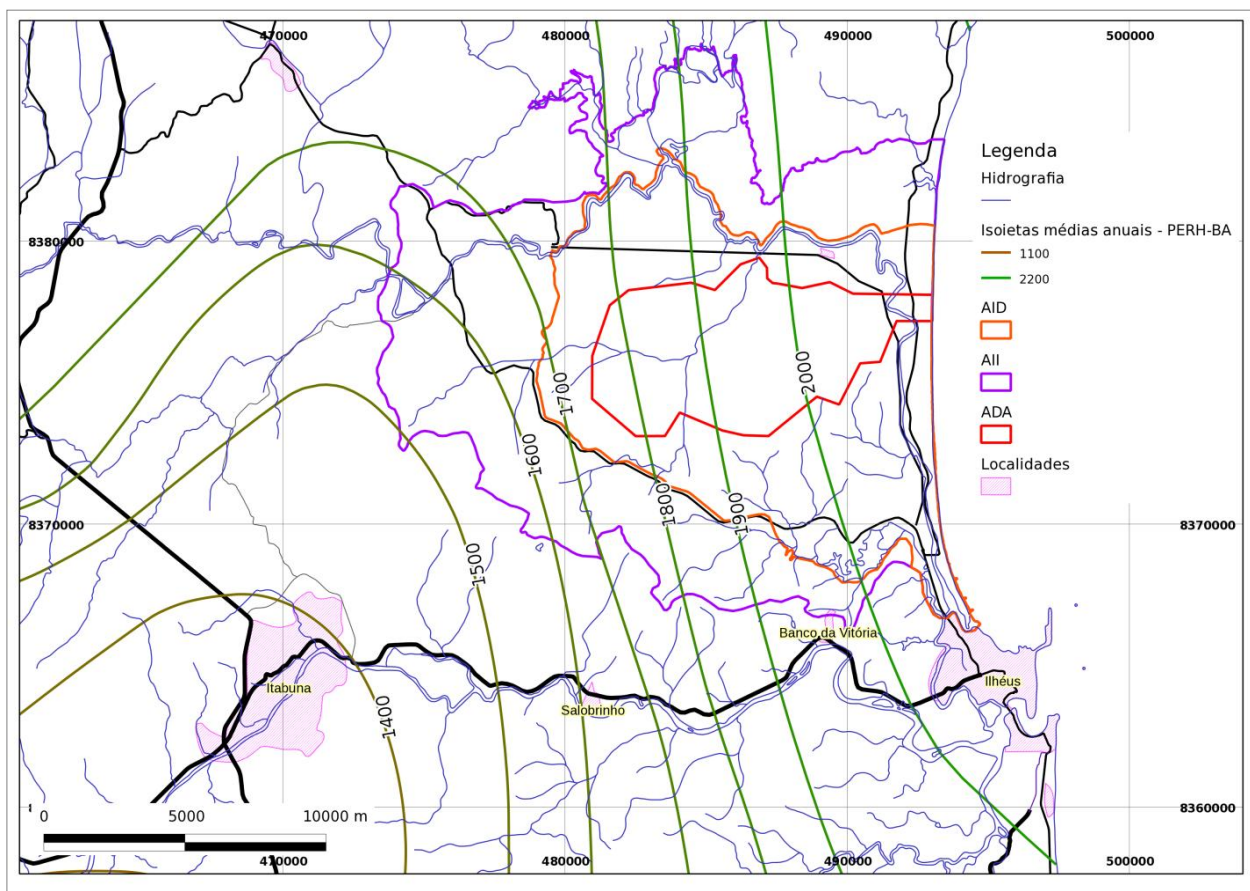 470000
480000
490000
500000
Legenda
Hidrografia
Isoietas médias anuais - PERH-BA
1100
2200
AID
AII
ADA
Localidades
8380000
2000
1700
1600
1800
1900
1500
8370000
8370000
Banco da Vitória
Itabuna
Salobrinho
Ilhéus
1400
8360000
0
5000
10000 m
470000
480000
490000
500000